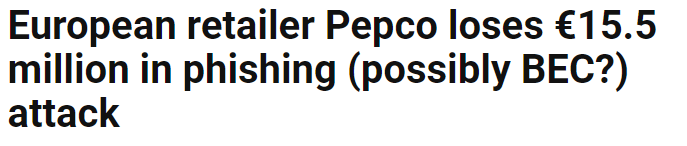 European retailer Pepco loses €15.5
million in phishing (possibly BEC?)
attack